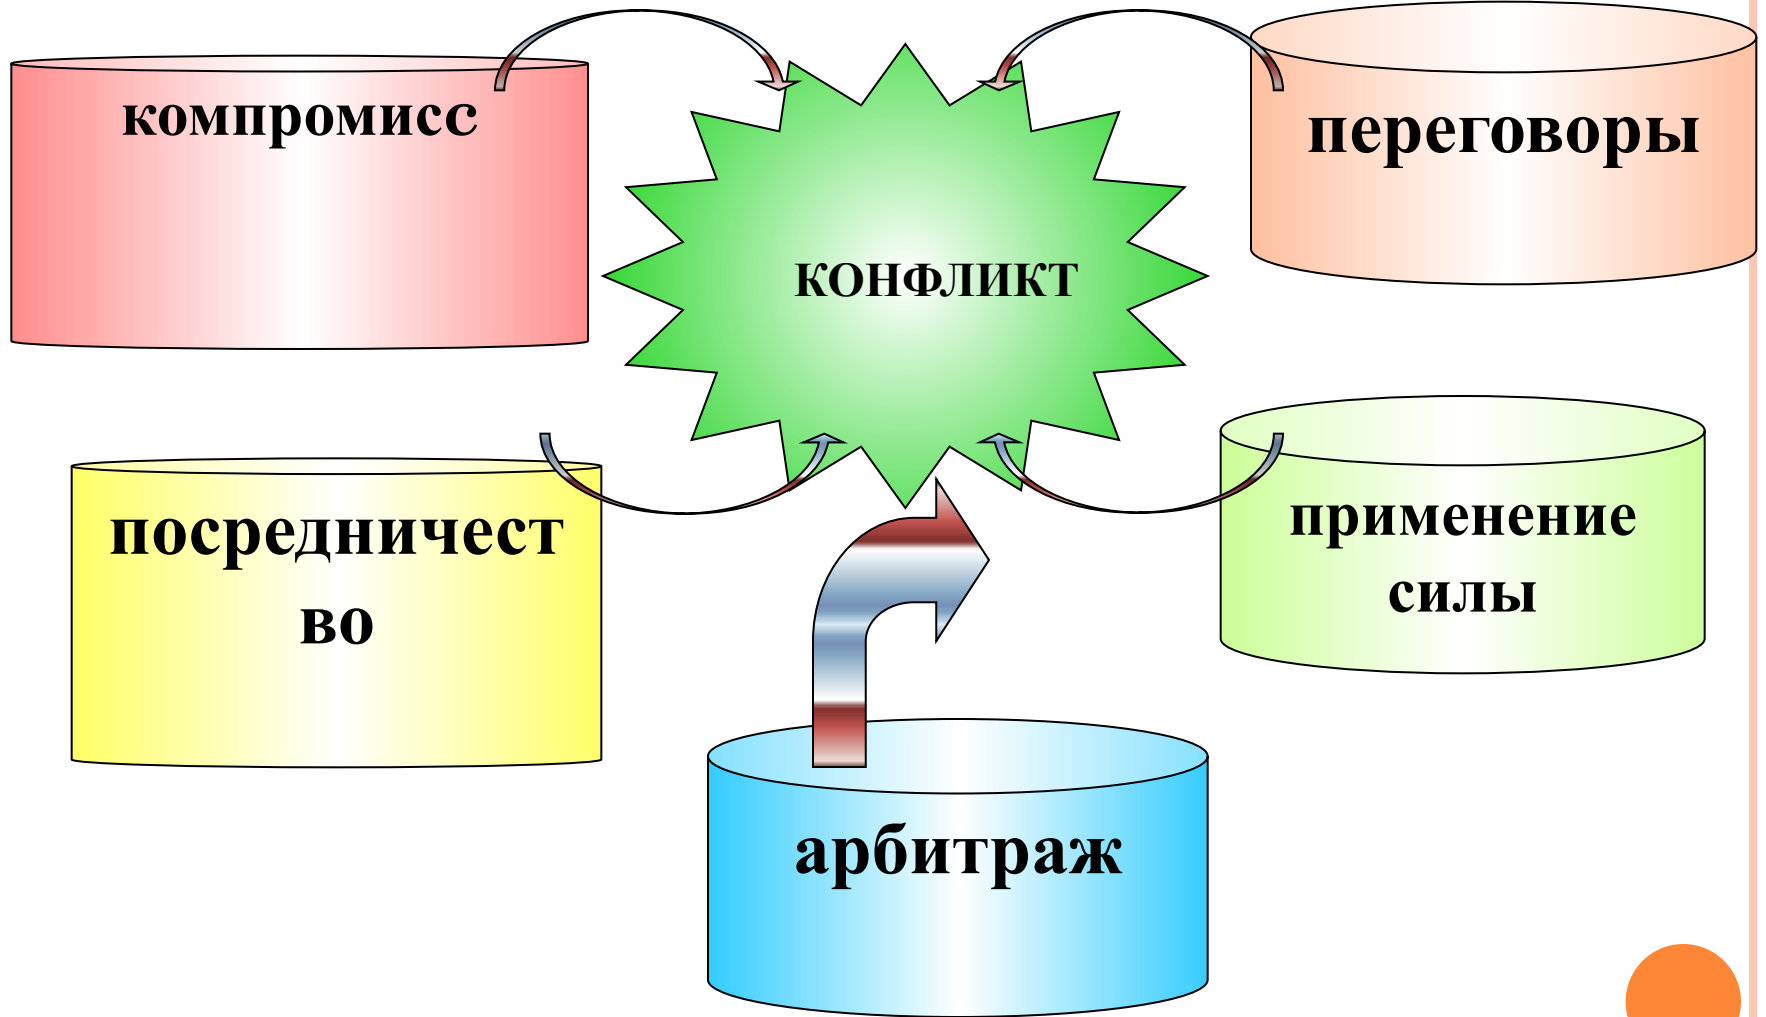 компромисс
переговоры
КОНФЛИКТ
посредничест
во
применение
силы
арбитраж